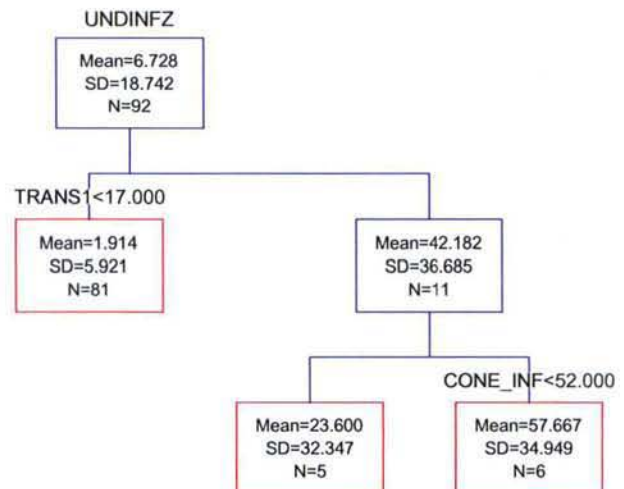 UNDINFZ
Mean=6.728
SD=18.742
N=92
TRANS1<17.000
Mean=1.914
SD=5.921
N=81
Mean=42.182
SD=36.685
N=11
CONE_INF<52.000
Mean=23.600
SD=32.347
N=5
Mean=57.667
SD=34.949
N=6